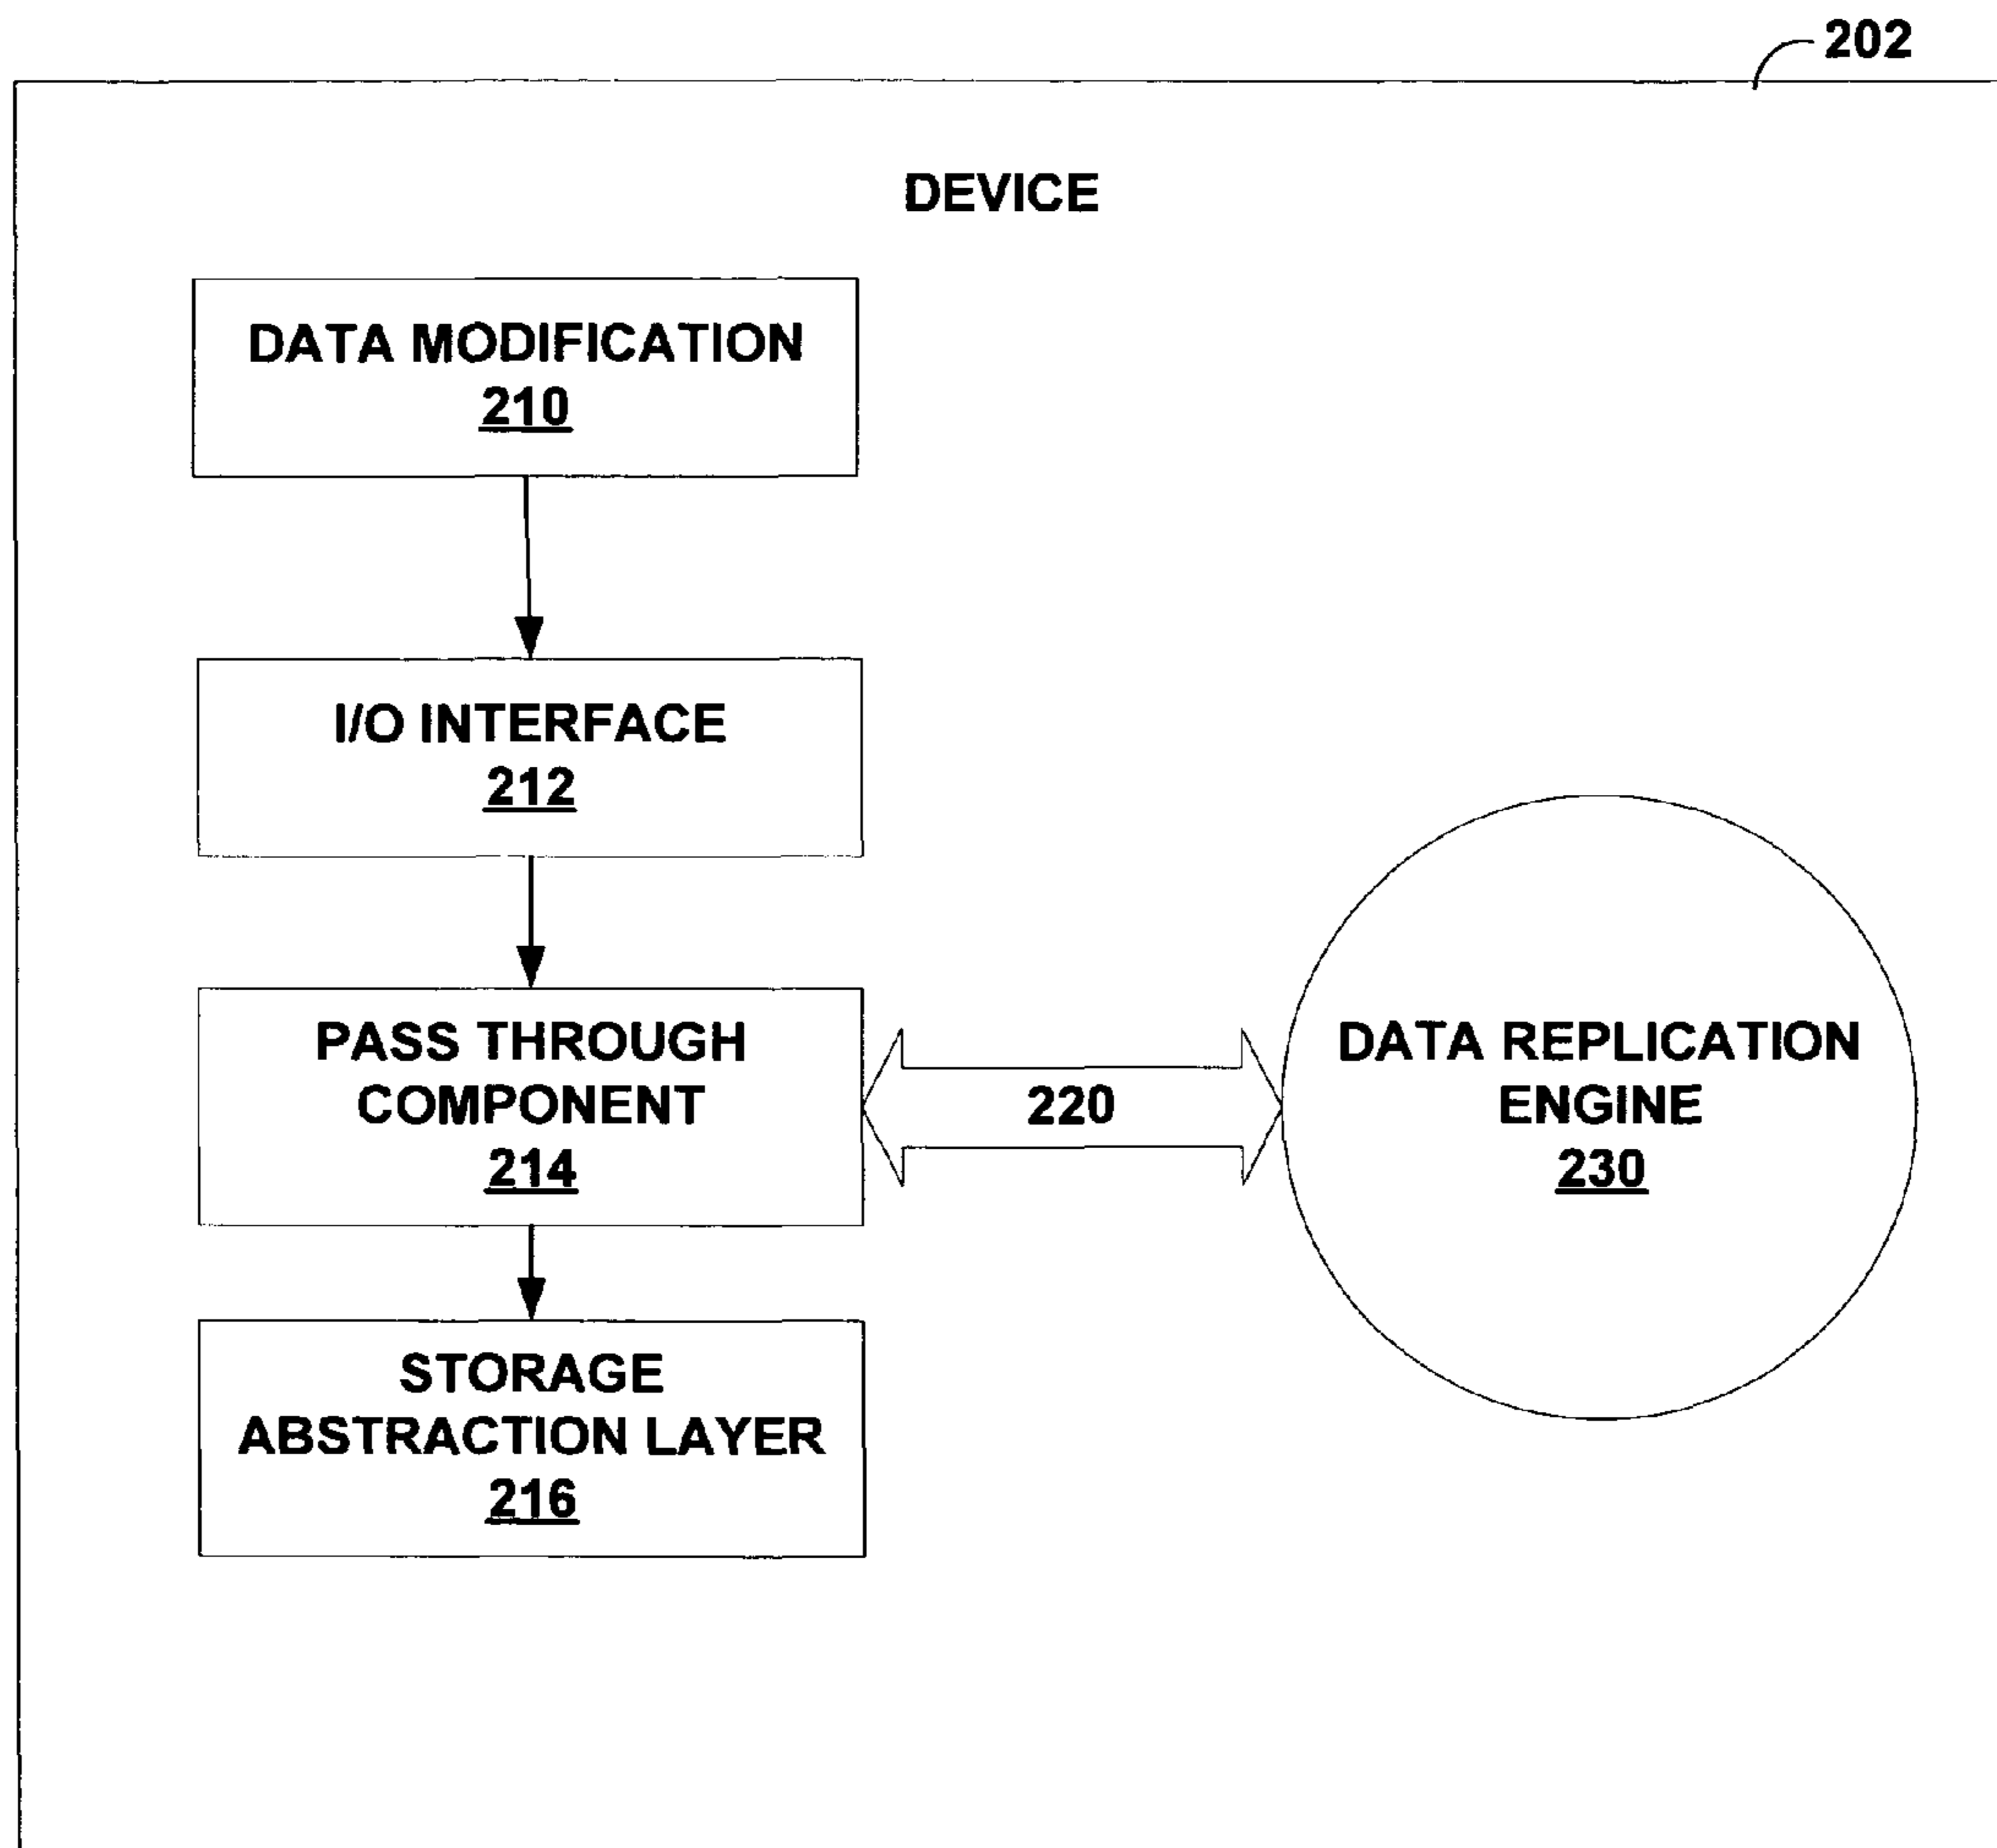 202
DEVICE
DATA MODIFICATION
210
I/O INTERFACE
212
PASS THROUGH
COMPONENT
214
220
DATA REPLICATION
ENGINE
230
STORAGE
ABSTRACTION LAYER
216